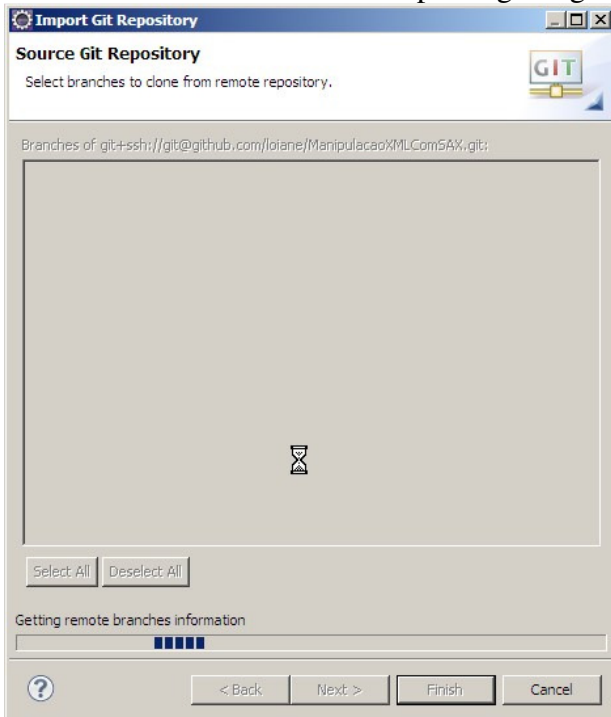 Import Git Repository
Source Git Repository
Select branches to clone from remote repository.
GIT
Branches of git+ssh://git@github.com/loiane/ManipulacaoXMLComSAX.git:
Select All
Deselect All
Getting remote branches information
?
< Back
Next >
Finish
Cancel